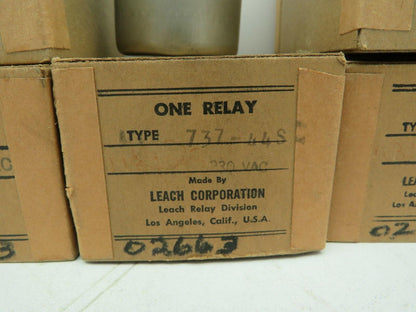 ONE RELAY
TYPE 737-44S
230 VAC
Made By
LEACH CORPORATION
Leach Relay Division
Los Angeles, Calif., U.S.A.
02663